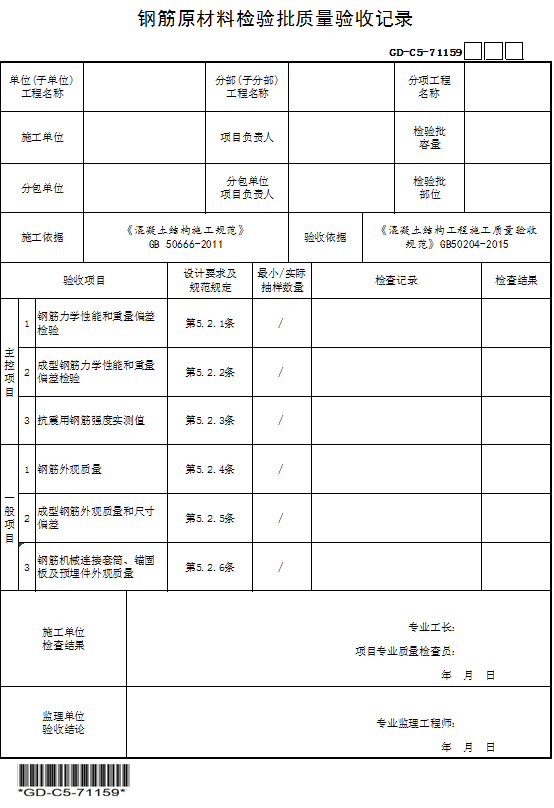 钢筋原材料检验批质量验收记录
GD-C5-71159
单位(子单位)
工程名称
分部(子分部)
工程名称
分项工程
名称
施工单位
项目负责人
检验批
容量
分包单位
分包单位
项目负责人
检验批
部位
施工依据
《混凝土结构施工规范》
GB 50666-2011
验收依据
《混凝土结构工程施工质量验收
规范》GB50204-2015
验收项目
设计要求及
规范规定
最小/实际
抽样数量
检查记录
检查结果
主控项目
1
钢筋力学性能和重量偏差
检验
第5.2.1条
/
2
成型钢筋力学性能和重量
偏差检验
第5.2.2条
/
3
抗震用钢筋强度实测值
第5.2.3条
/
一般项目
1
钢筋外观质量
第5.2.4条
/
2
成型钢筋外观质量和尺寸
偏差
第5.2.5条
/
3
钢筋机械连接套筒、锚固
板及预埋件外观质量
第5.2.6条
/
施工单位
检查结果
专业工长:
项目专业质量检查员:
年 月 日
监理单位
验收结论
专业监理工程师:
年 月 日
*GD-C5-71159*